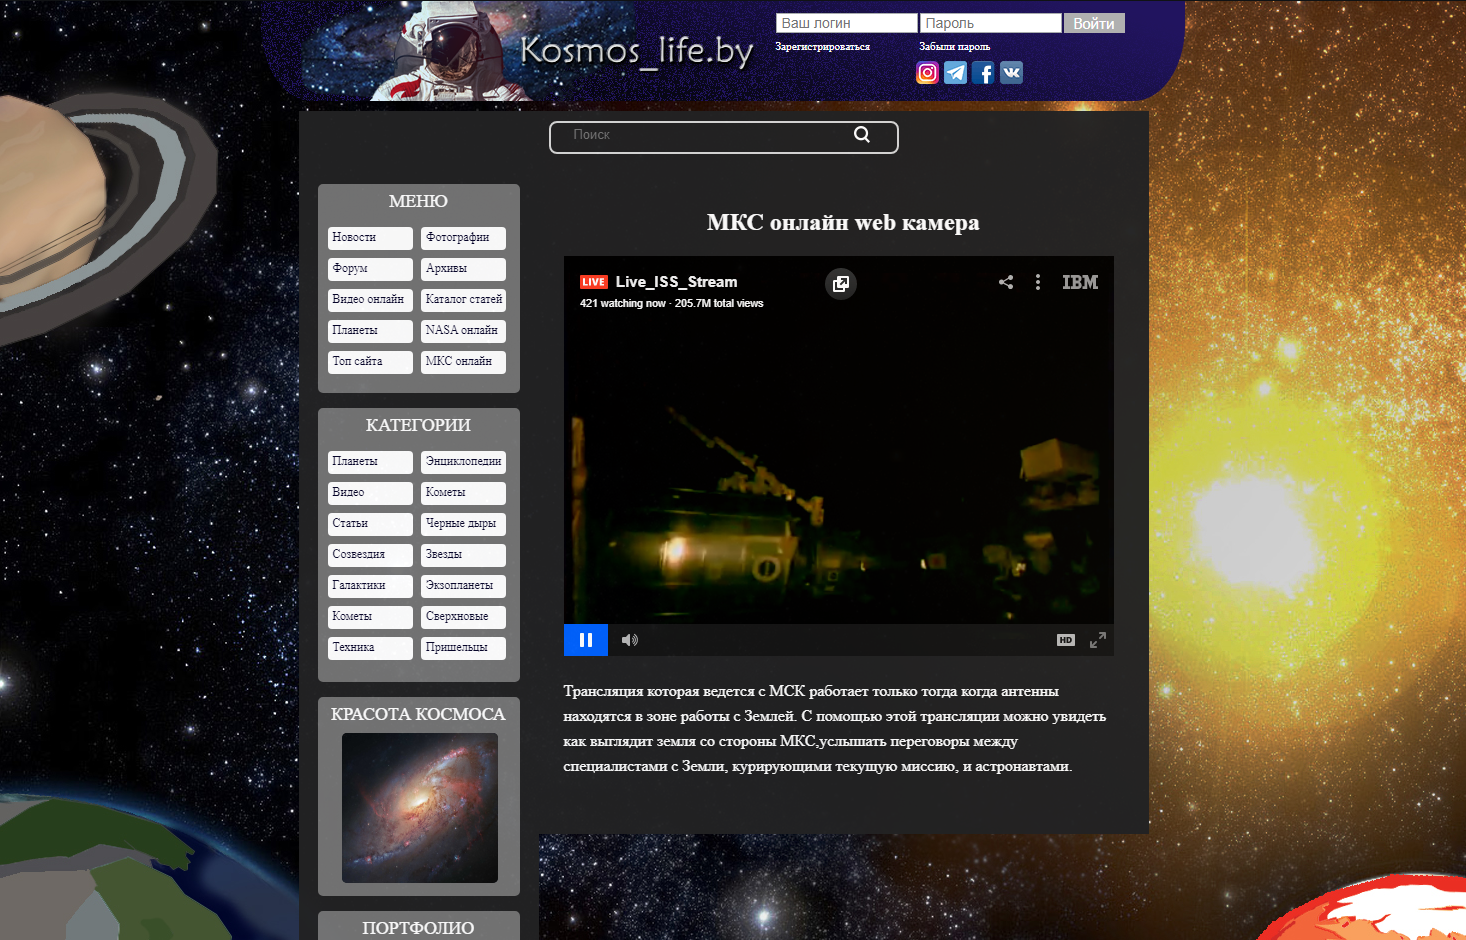 Kosmos_life.by
Ваш логин
Пароль
Войти
Зарегистрироваться
Забыли пароль
Поиск
МЕНЮ
Новости
Фотографии
Форум
Архивы
Видео онлайн
Каталог статей
Планеты
NASA онлайн
Топ сайта
МКС онлайн
КАТЕГОРИИ
Планеты
Энциклопедии
Видео
Кометы
Статьи
Черные дыры
Созвездия
Звезды
Галактики
Экзопланеты
Кометы
Сверхновые
Техника
Пришельцы
КРАСОТА КОСМОСА
ПОРТФОЛИО
МКС онлайн web камера
LIVE Live_ISS_Stream
421 watching now · 205.7M total views
IBM
HD
Трансляция которая ведется с МСК работает только тогда когда антенны
находятся в зоне работы с Землей. С помощью этой трансляции можно увидеть
как выглядит земля со стороны МКС,услышать переговоры между
специалистами с Земли, курирующими текущую миссию, и астронавтами.